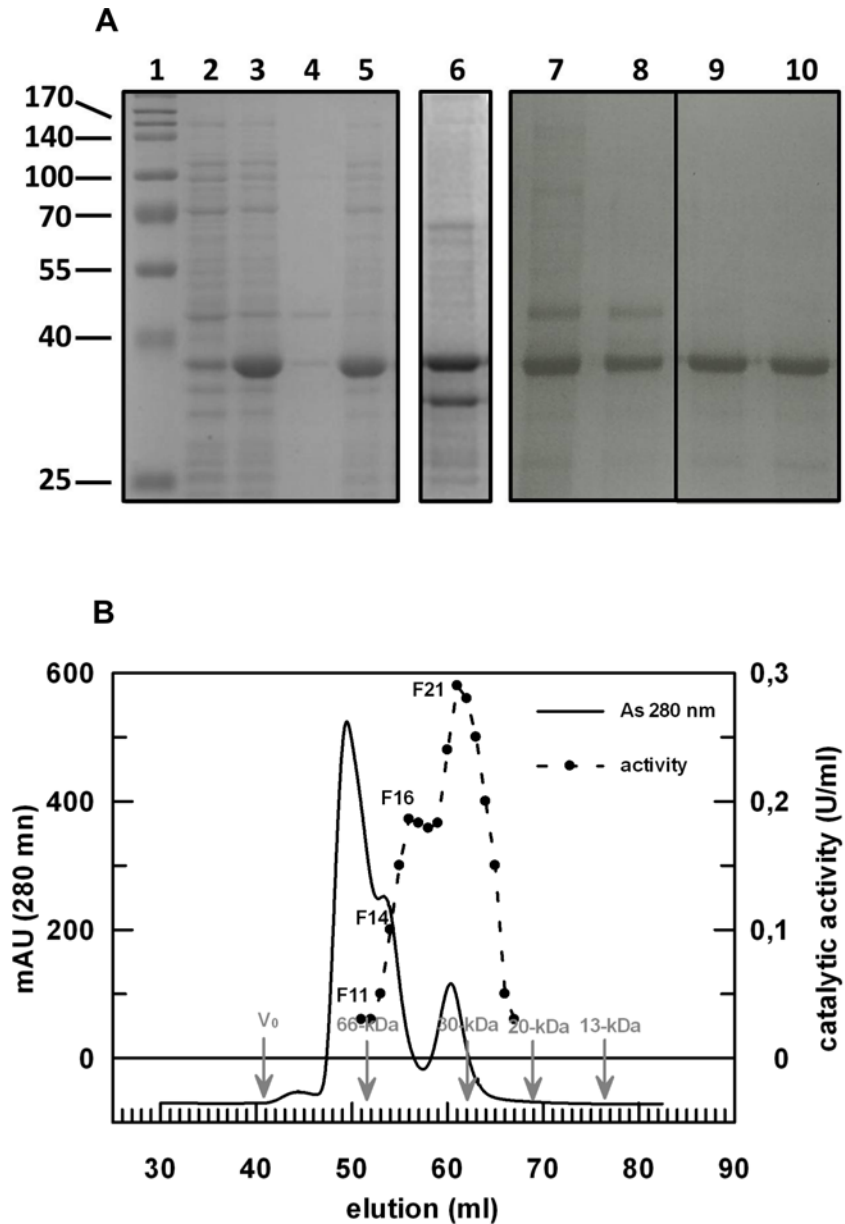 A
1 2 3 4 5 6 7 8 9 10
170
140
100
70
55
40
25
B
600
400
200
0
mAU (280 mn)
0,3
0,2
0,1
0
catalytic activity (U/ml)
F21
F16
F14
F11
As 280 nm
activity
V₀
66-kDa
30-kDa
20-kDa
13-kDa
30 40 50 60 70 80 90
elution (ml)